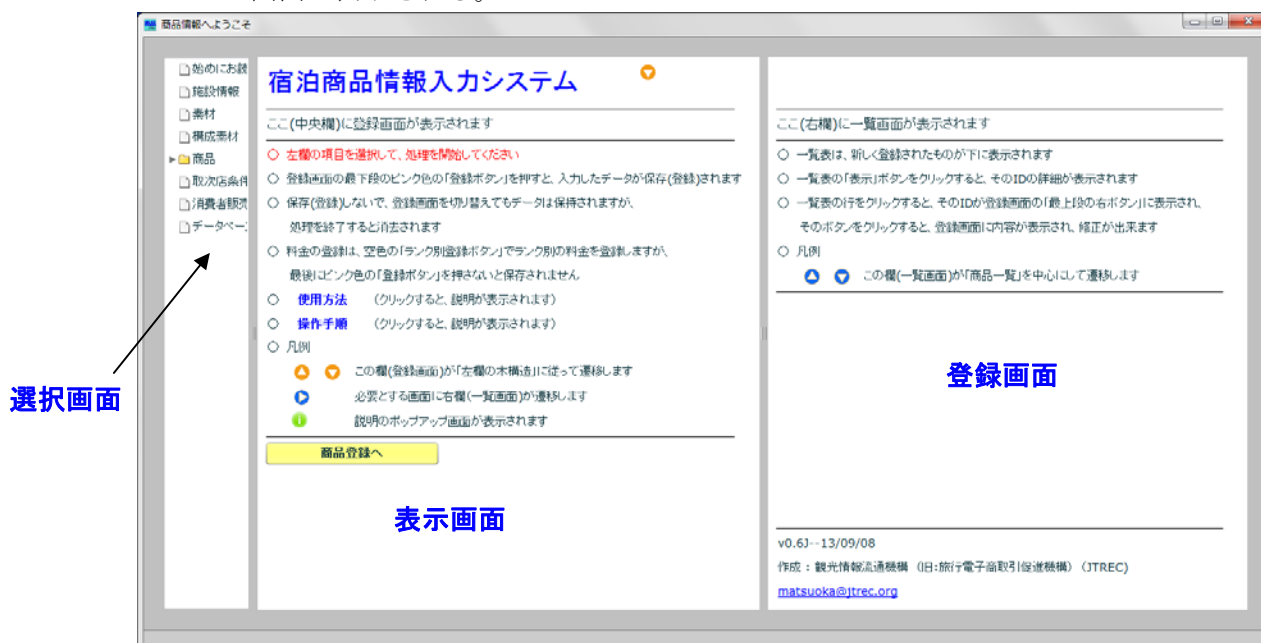 商品情報へようこそ
始めにお読
施設情報
素材
構成素材
商品
取次店条件
消費者販売
データベー
選択画面
宿泊商品情報入力システム
ここ(中央欄)に登録画面が表示されます
○ 左欄の項目を選択して、処理を開始してください
○ 登録画面の最下段のピンク色の「登録ボタン」を押すと、入力したデータが保存(登録)されます
○ 保存(登録)しないで、登録画面を切り替えてもデータは保持されますが、
処理を終了すると消去されます
○ 料金の登録は、空色の「ランク別登録ボタン」でランク別の料金を登録しますが、
最後にピンク色の「登録ボタン」を押さないと保存されません
○ 使用方法 (クリックすると、説明が表示されます)
○ 操作手順 (クリックすると、説明が表示されます)
○ 凡例
この欄(登録画面)が「左欄の木構造」に従って遷移します
必要とする画面に右欄(一覧画面)が遷移します
説明のポップアップ画面が表示されます
商品登録へ
表示画面
ここ(右欄)に一覧画面が表示されます
○ 一覧表は、新しく登録されたものが下に表示されます
○ 一覧表の「表示」ボタンをクリックすると、そのIDの詳細が表示されます
○ 一覧表の行をクリックすると、そのIDが登録画面の「最上段の右ボタン」に表示され、
そのボタンをクリックすると、登録画面に内容が表示され、修正が出来ます
○ 凡例
この欄(一覧画面)が「商品一覧」を中心にして遷移します
登録画面
v0.6J--13/09/08
作成：観光情報流通機構 (旧:旅行電子商取引促進機構) (JTREC)
matsuoka@jtrec.org